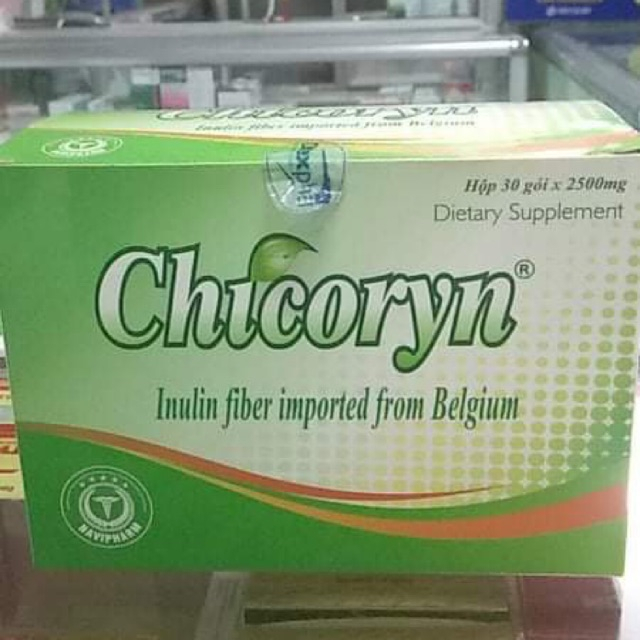 Chicoryn
Inulin fiber imported from Belgium
Hộp 30 gói x 2500mg
Dietary Supplement
Chicoryn®
Inulin fiber imported from Belgium
NAVIPHARM